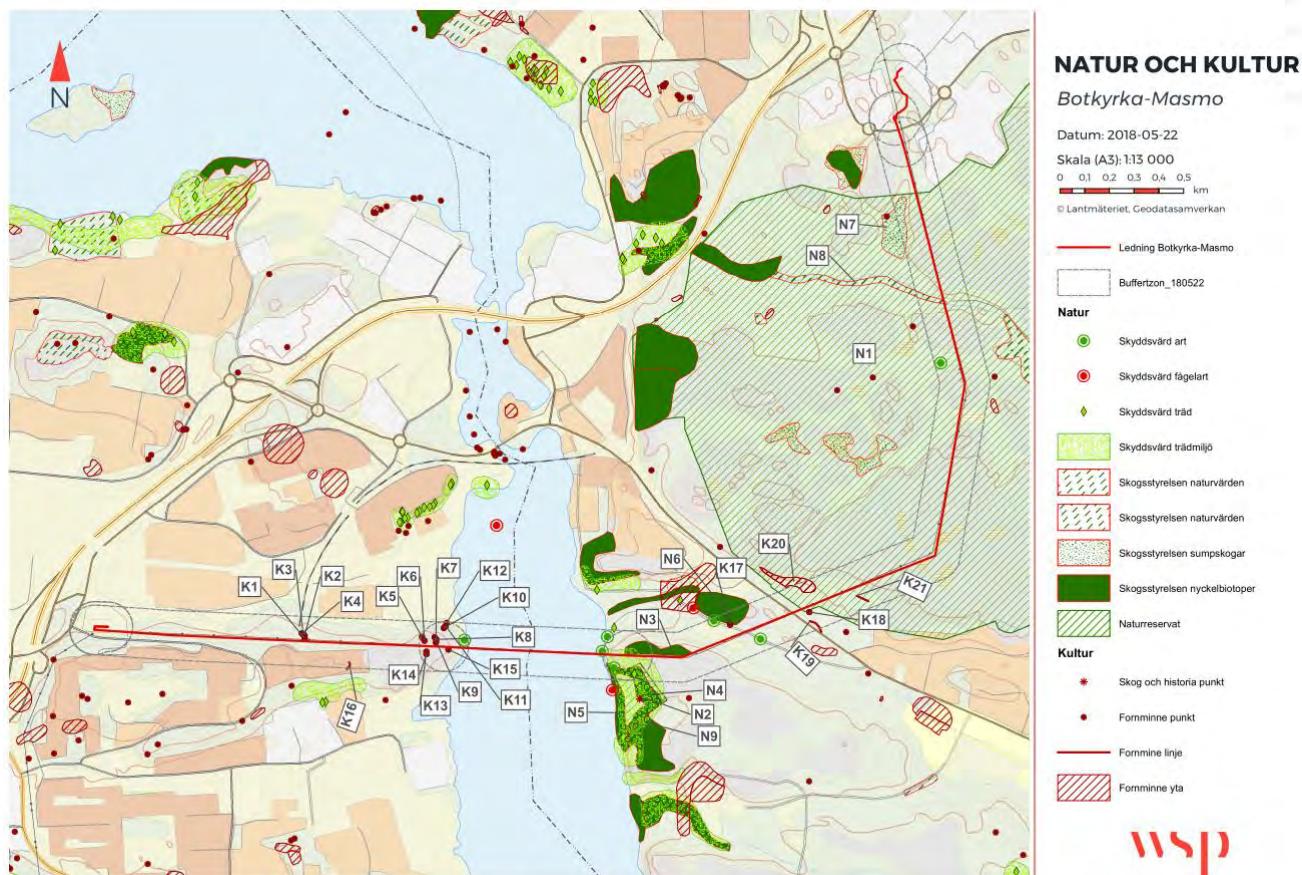 N
NATUR OCH KULTUR
Botkyrka-Masmo
Datum: 2018-05-22
Skala (A3): 1:13 000
0 0,1 0,2 0,3 0,4 0,5
km
© Lantmäteriet, Geodatasamverkan
Ledning Botkyrka-Masmo
Buffertzon_180522
Natur
Skyddsvärd art
Skyddsvärd fågelart
Skyddsvärd träd
Skyddsvärd trädmiljö
Skogsstyrelsen naturvärden
Skogsstyrelsen naturvärden
Skogsstyrelsen sumpskogar
Skogsstyrelsen nyckelbiotoper
Naturreservat
Kultur
Skog och historia punkt
Fornminne punkt
Fornmine linje
Fornminne yta
wsp
N7
N8
N1
K20
N6
K17
K21
K3
K2
K1
K4
K6
K7
K12
K5
K10
K8
N3
K18
K19
K14
K9
K15
K13
K11
K16
N5
N4
N2
N9